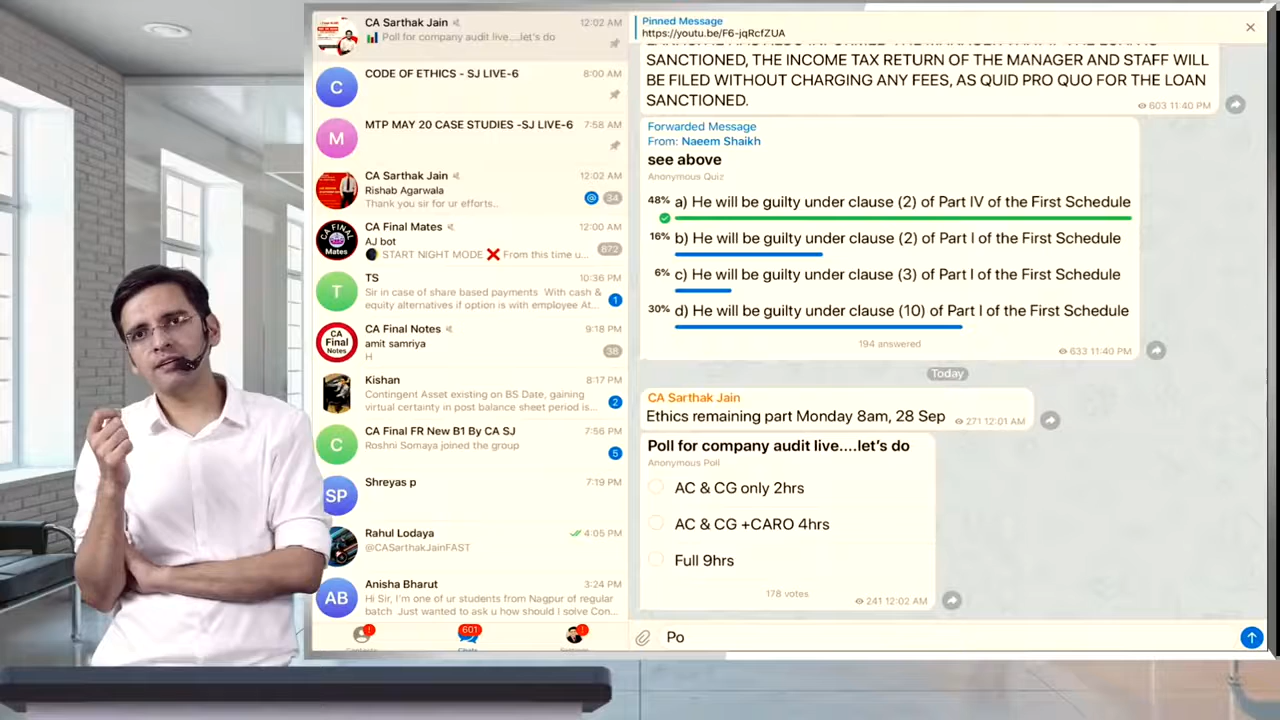 CA Sarthak Jain
12:02 AM
Poll for company audit live....let's do
CODE OF ETHICS - SJ LIVE-6
8:00 AM
C
MTP MAY 20 CASE STUDIES -SJ LIVE-6
7:58 AM
M
CA Sarthak Jain
12:02 AM
Rishab Agarwala
Thank you sir for ur efforts..
@
34
CA Final Mates
12:00 AM
AJ bot
START NIGHT MODE ❌ From this time u...
872
CA FINAL
Mates
TS
10:36 PM
Sir in case of share based payments With cash &
equity alternatives if option is with employee At...
1
T
CA Final Notes
9:18 PM
amit samriya
H
38
CA
Final
Notes
Kishan
8:17 PM
Contingent Asset existing on BS Date, gaining
virtual certainty in post balance sheet period is...
2
CA Final FR New B1 By CA SJ
7:56 PM
Roshni Somaya joined the group
5
C
Shreyas p
7:19 PM
SP
Rahul Lodaya
4:05 PM
@CASarthakJainFAST
Anisha Bharut
3:24 PM
Hi Sir, I'm one of ur students from Nagpur of regular
batch Just wanted to ask u how should I solve Con...
AB
601
Pinned Message
https://youtu.be/F6-jqRcfZUA
SANCTIONED, THE INCOME TAX RETURN OF THE MANAGER AND STAFF WILL
BE FILED WITHOUT CHARGING ANY FEES, AS QUID PRO QUO FOR THE LOAN
SANCTIONED.
603 11:40 PM
Forwarded Message
From: Naeem Shaikh
see above
Anonymous Quiz
48% a) He will be guilty under clause (2) of Part IV of the First Schedule
16% b) He will be guilty under clause (2) of Part I of the First Schedule
6% c) He will be guilty under clause (3) of Part I of the First Schedule
30% d) He will be guilty under clause (10) of Part I of the First Schedule
194 answered
633 11:40 PM
Today
CA Sarthak Jain
Ethics remaining part Monday 8am, 28 Sep
271 12:01 AM
Poll for company audit live....let's do
Anonymous Poll
AC & CG only 2hrs
AC & CG +CARO 4hrs
Full 9hrs
178 votes
241 12:02 AM
Po